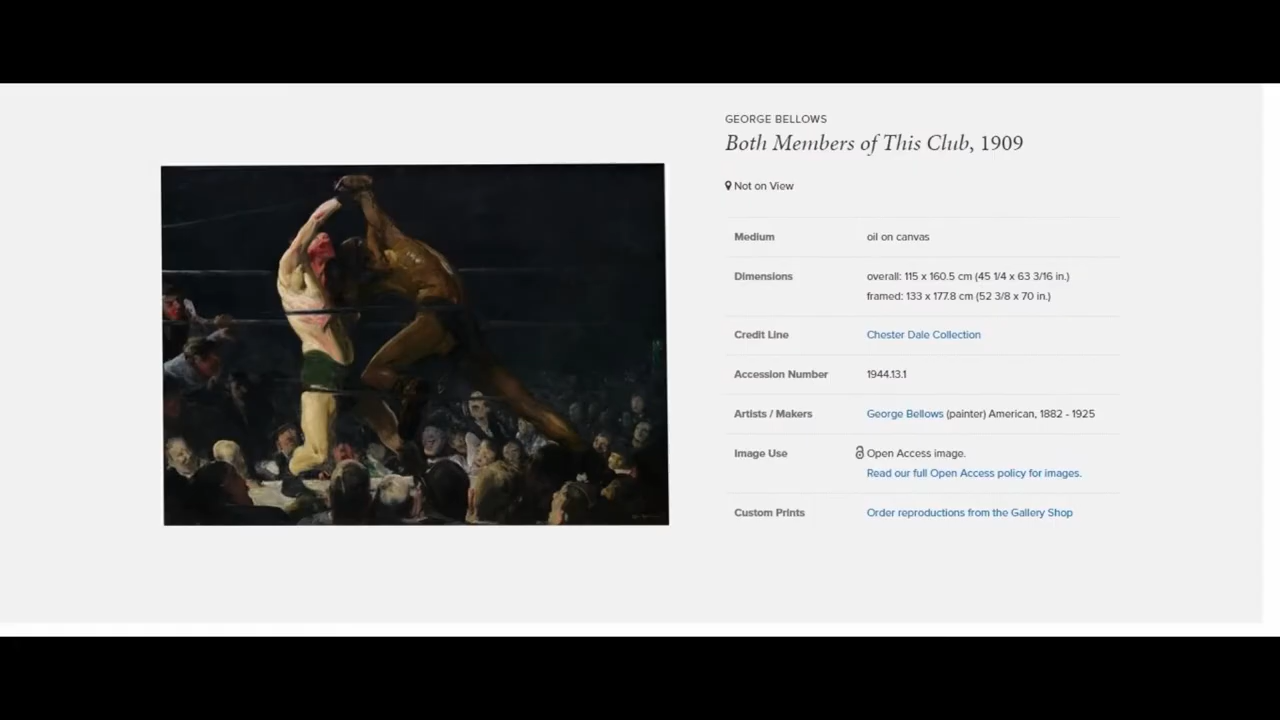 GEORGE BELLOWS
Both Members of This Club, 1909
Not on View
Medium oil on canvas
Dimensions overall: 115 x 160.5 cm (45 1/4 x 63 3/16 in.)
framed: 133 x 177.8 cm (52 3/8 x 70 in.)
Credit Line Chester Dale Collection
Accession Number 1944.13.1
Artists / Makers George Bellows (painter) American, 1882 - 1925
Image Use Open Access image.
Read our full Open Access policy for images.
Custom Prints Order reproductions from the Gallery Shop